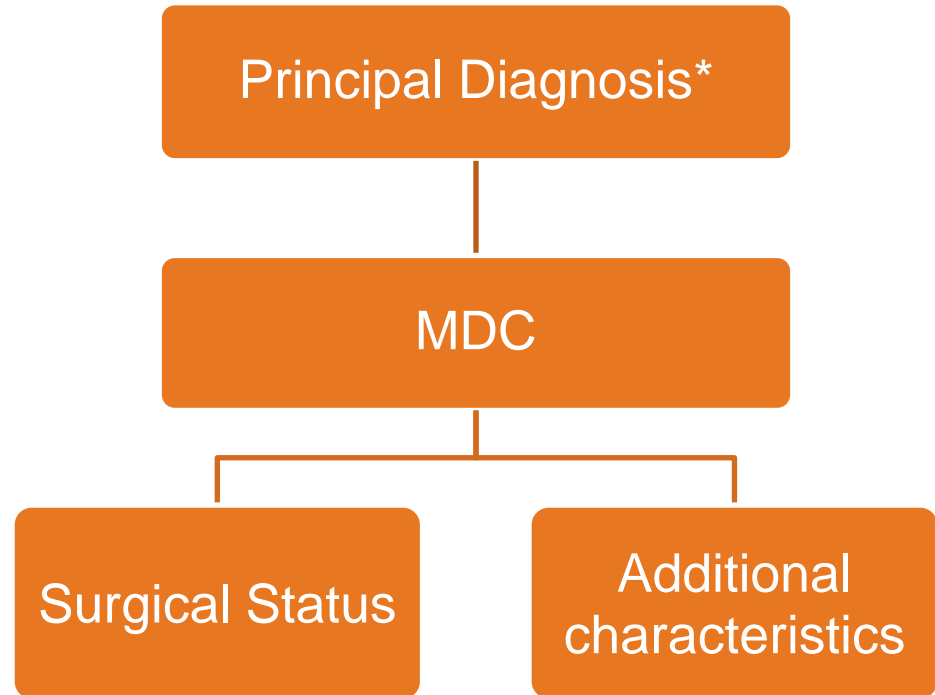 Principal Diagnosis*
MDC
Surgical Status
Additional
characteristics